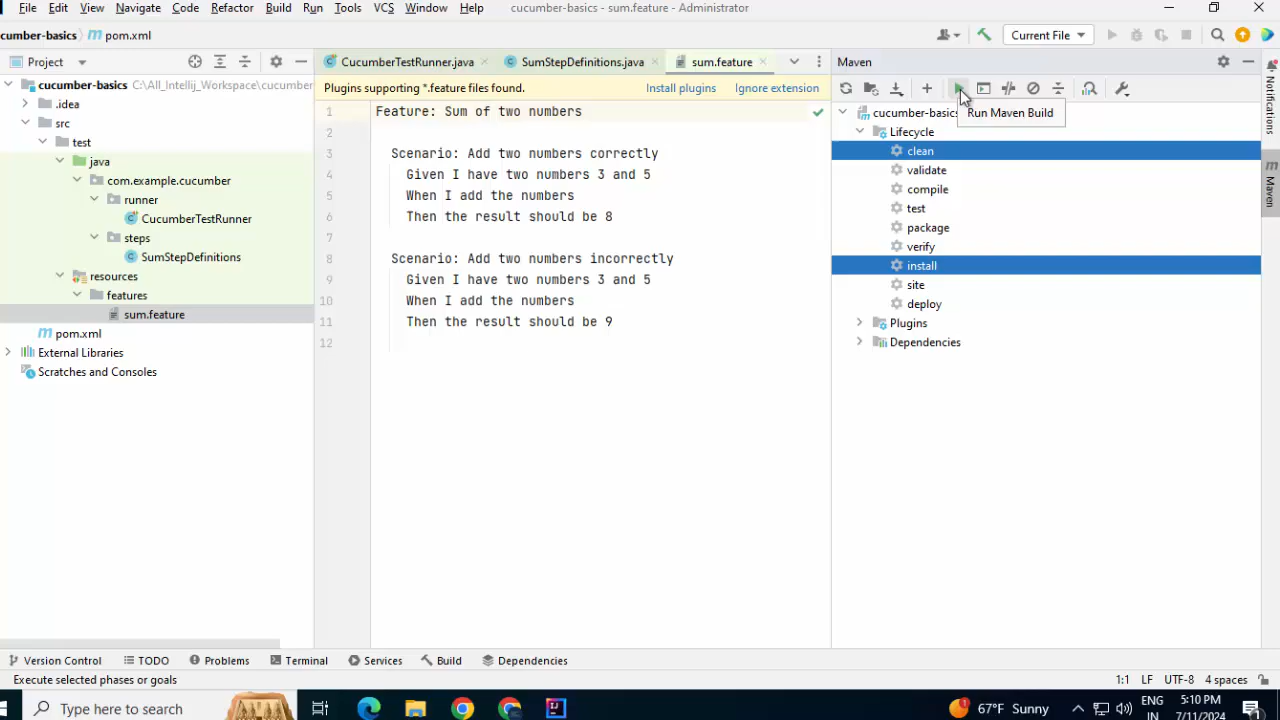 File Edit View Navigate Code Refactor Build Run Tools VCS Window Help cucumber-basics - sum.feature - Administrator
cumber-basics pom.xml Current File
Project CucumberTestRunner.java SumStepDefinitions.java sum.feature Maven
Plugins supporting *.feature files found. Install plugins Ignore extension
Run Maven Build
cucumber-basics C:\All_Intellij_Workspace\cucumber
.idea
src
test
java
com.example.cucumber
runner
CucumberTestRunner
steps
SumStepDefinitions
resources
features
sum.feature
pom.xml
External Libraries
Scratches and Consoles
1 Feature: Sum of two numbers
2
3 Scenario: Add two numbers correctly
4 Given I have two numbers 3 and 5
5 When I add the numbers
6 Then the result should be 8
7
8 Scenario: Add two numbers incorrectly
9 Given I have two numbers 3 and 5
10 When I add the numbers
11 Then the result should be 9
12
cucumber-basics
Lifecycle
clean
validate
compile
test
package
verify
install
site
deploy
Plugins
Dependencies
Notifications
Maven
Version Control TODO Problems Terminal Services Build Dependencies
Execute selected phases or goals 1:1 LF UTF-8 4 spaces
Type here to search 67°F Sunny ENG IN 5:10 PM 7/11/2024 1